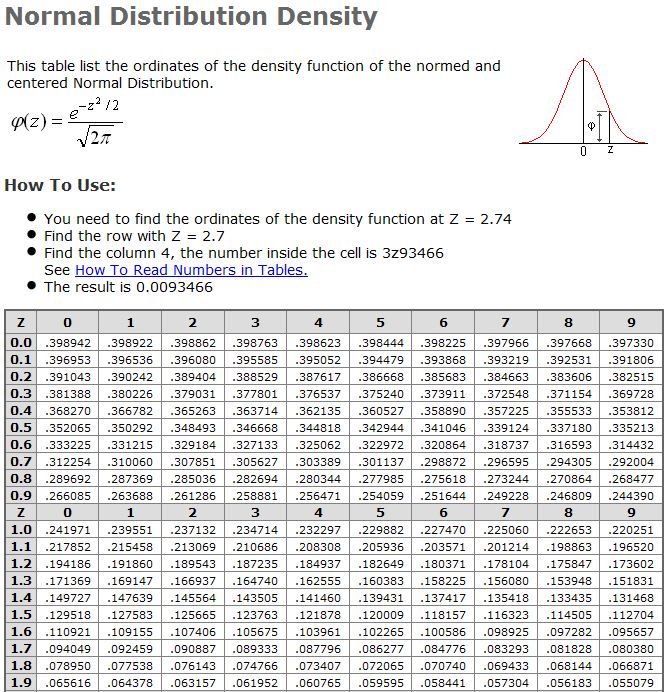 Normal Distribution Density
This table list the ordinates of the density function of the normed and
centered Normal Distribution.
φ(z) = e^(-z² /2) / √2π
φ
0 z
How To Use:
● You need to find the ordinates of the density function at Z = 2.74
● Find the row with Z = 2.7
● Find the column 4, the number inside the cell is 3z93466
See How To Read Numbers in Tables.
● The result is 0.0093466
Z 0 1 2 3 4 5 6 7 8 9
0.0 .398942 .398922 .398862 .398763 .398623 .398444 .398225 .397966 .397668 .397330
0.1 .396953 .396536 .396080 .395585 .395052 .394479 .393868 .393219 .392531 .391806
0.2 .391043 .390242 .389404 .388529 .387617 .386668 .385683 .384663 .383606 .382515
0.3 .381388 .380226 .379031 .377801 .376537 .375240 .373911 .372548 .371154 .369728
0.4 .368270 .366782 .365263 .363714 .362135 .360527 .358890 .357225 .355533 .353812
0.5 .352065 .350292 .348493 .346668 .344818 .342944 .341046 .339124 .337180 .335213
0.6 .333225 .331215 .329184 .327133 .325062 .322972 .320864 .318737 .316593 .314432
0.7 .312254 .310060 .307851 .305627 .303389 .301137 .298872 .296595 .294305 .292004
0.8 .289692 .287369 .285036 .282694 .280344 .277985 .275618 .273244 .270864 .268477
0.9 .266085 .263688 .261286 .258881 .256471 .254059 .251644 .249228 .246809 .244390
Z 0 1 2 3 4 5 6 7 8 9
1.0 .241971 .239551 .237132 .234714 .232297 .229882 .227470 .225060 .222653 .220251
1.1 .217852 .215458 .213069 .210686 .208308 .205936 .203571 .201214 .198863 .196520
1.2 .194186 .191860 .189543 .187235 .184937 .182649 .180371 .178104 .175847 .173602
1.3 .171369 .169147 .166937 .164740 .162555 .160383 .158225 .156080 .153948 .151831
1.4 .149727 .147639 .145564 .143505 .141460 .139431 .137417 .135418 .133435 .131468
1.5 .129518 .127583 .125665 .123763 .121878 .120009 .118157 .116323 .114505 .112704
1.6 .110921 .109155 .107406 .105675 .103961 .102265 .100586 .098925 .097282 .095657
1.7 .094049 .092459 .090887 .089333 .087796 .086277 .084776 .083293 .081828 .080380
1.8 .078950 .077538 .076143 .074766 .073407 .072065 .070740 .069433 .068144 .066871
1.9 .065616 .064378 .063157 .061952 .060765 .059595 .058441 .057304 .056183 .055079